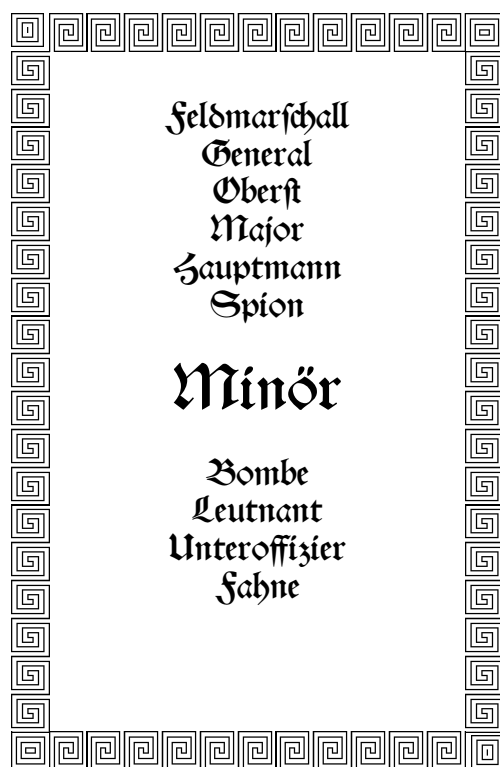 Feldmarſchall
General
Oberſt
Major
Hauptmann
Spion
Minör
Bombe
Leutnant
Unteroffizier
Fahne